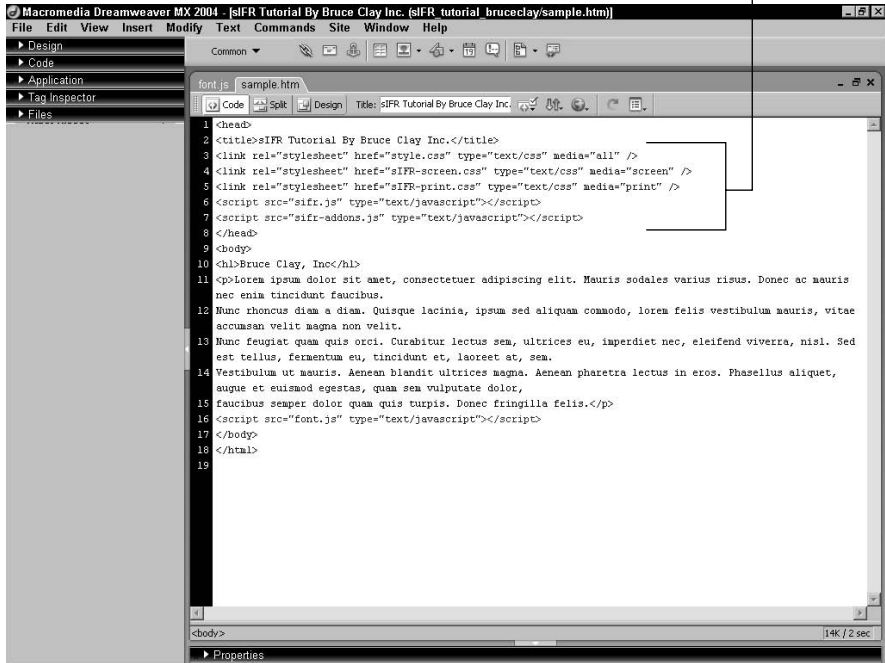 Macromedia Dreamweaver MX 2004 - [sIFR Tutorial By Bruce Clay Inc. (sIFR_tutorial_bruceclay/sample.htm)]
File Edit View Insert Modify Text Commands Site Window Help
Design
Code
Application
Tag Inspector
Files
Common
font.js sample.htm
Code Split Design Title: sIFR Tutorial By Bruce Clay Inc.
1 <head>
2 <title>sIFR Tutorial By Bruce Clay Inc.</title>
3 <link rel="stylesheet" href="style.css" type="text/css" media="all" />
4 <link rel="stylesheet" href="sIFR-screen.css" type="text/css" media="screen" />
5 <link rel="stylesheet" href="sIFR-print.css" type="text/css" media="print" />
6 <script src="sifr.js" type="text/javascript"></script>
7 <script src="sifr-addons.js" type="text/javascript"></script>
8 </head>
9 <body>
10 <h1>Bruce Clay, Inc</h1>
11 <p>Lorem ipsum dolor sit amet, consectetuer adipiscing elit. Mauris sodales varius risus. Donec ac mauris
nec enim tincidunt faucibus.
12 Nunc rhoncus diam a diam. Quisque lacinia, ipsum sed aliquam commodo, lorem felis vestibulum mauris, vitae
accumsan velit magna non velit.
13 Nunc feugiat quam quis orci. Curabitur lectus sem, ultrices eu, imperdiet nec, eleifend viverra, nisl. Sed
est tellus, fermentum eu, tincidunt et, laoreet at, sem.
14 Vestibulum ut mauris. Aenean blandit ultrices magna. Aenean pharetra lectus in eros. Phasellus aliquet,
augue et euismod egestas, quam sem vulputate dolor,
15 faucibus semper dolor quam quis turpis. Donec fringilla felis.</p>
16 <script src="font.js" type="text/javascript"></script>
17 </body>
18 </html>
19
<body>
14K / 2 sec
Properties